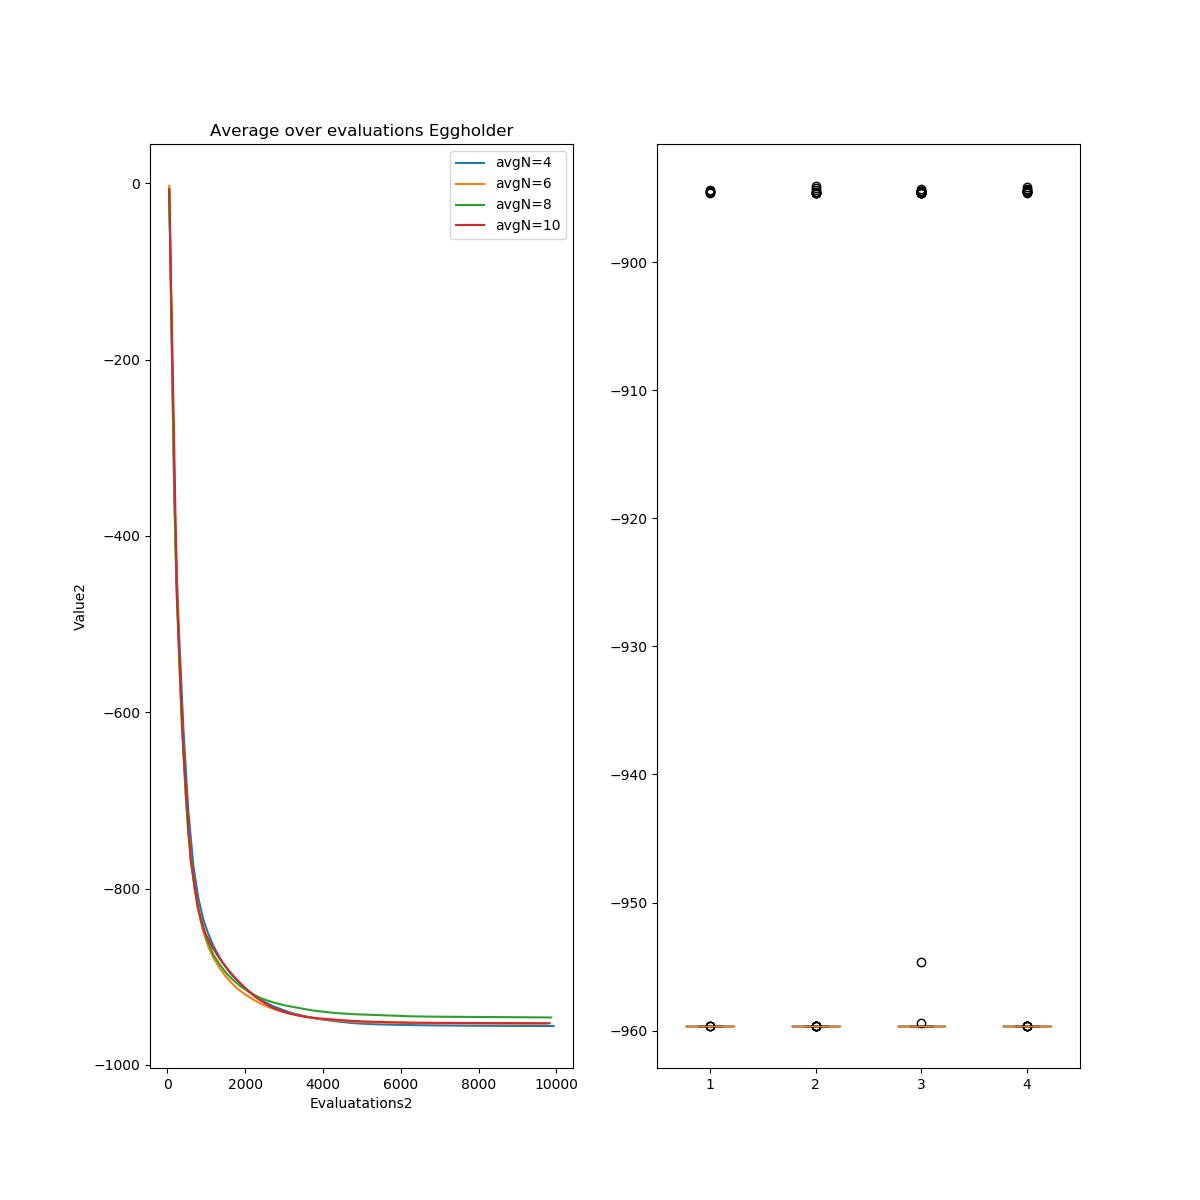 Average over evaluations Eggholder
avgN=4
avgN=6
avgN=8
avgN=10
0
−200
−400
−600
−800
−1000
Value2
0 2000 4000 6000 8000 10000
Evaluatations2
−900
−910
−920
−930
−940
−950
−960
1 2 3 4